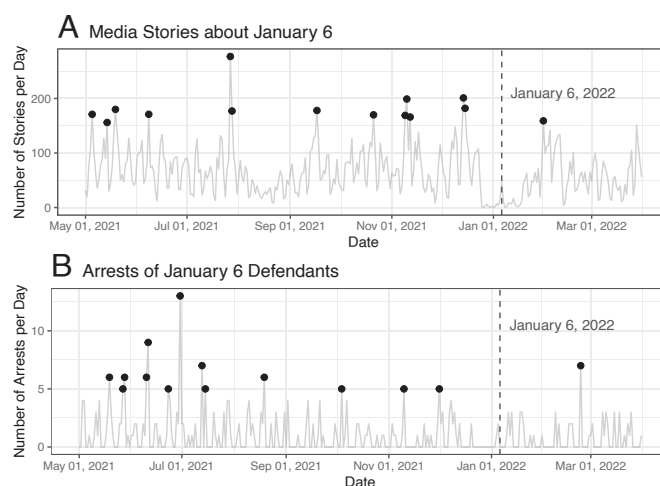 A Media Stories about January 6
Number of Stories per Day
200
100
0
January 6, 2022
May 01, 2021 Jul 01, 2021 Sep 01, 2021 Nov 01, 2021 Jan 01, 2022 Mar 01, 2022
Date
B Arrests of January 6 Defendants
Number of Arrests per Day
10
5
0
January 6, 2022
May 01, 2021 Jul 01, 2021 Sep 01, 2021 Nov 01, 2021 Jan 01, 2022 Mar 01, 2022
Date